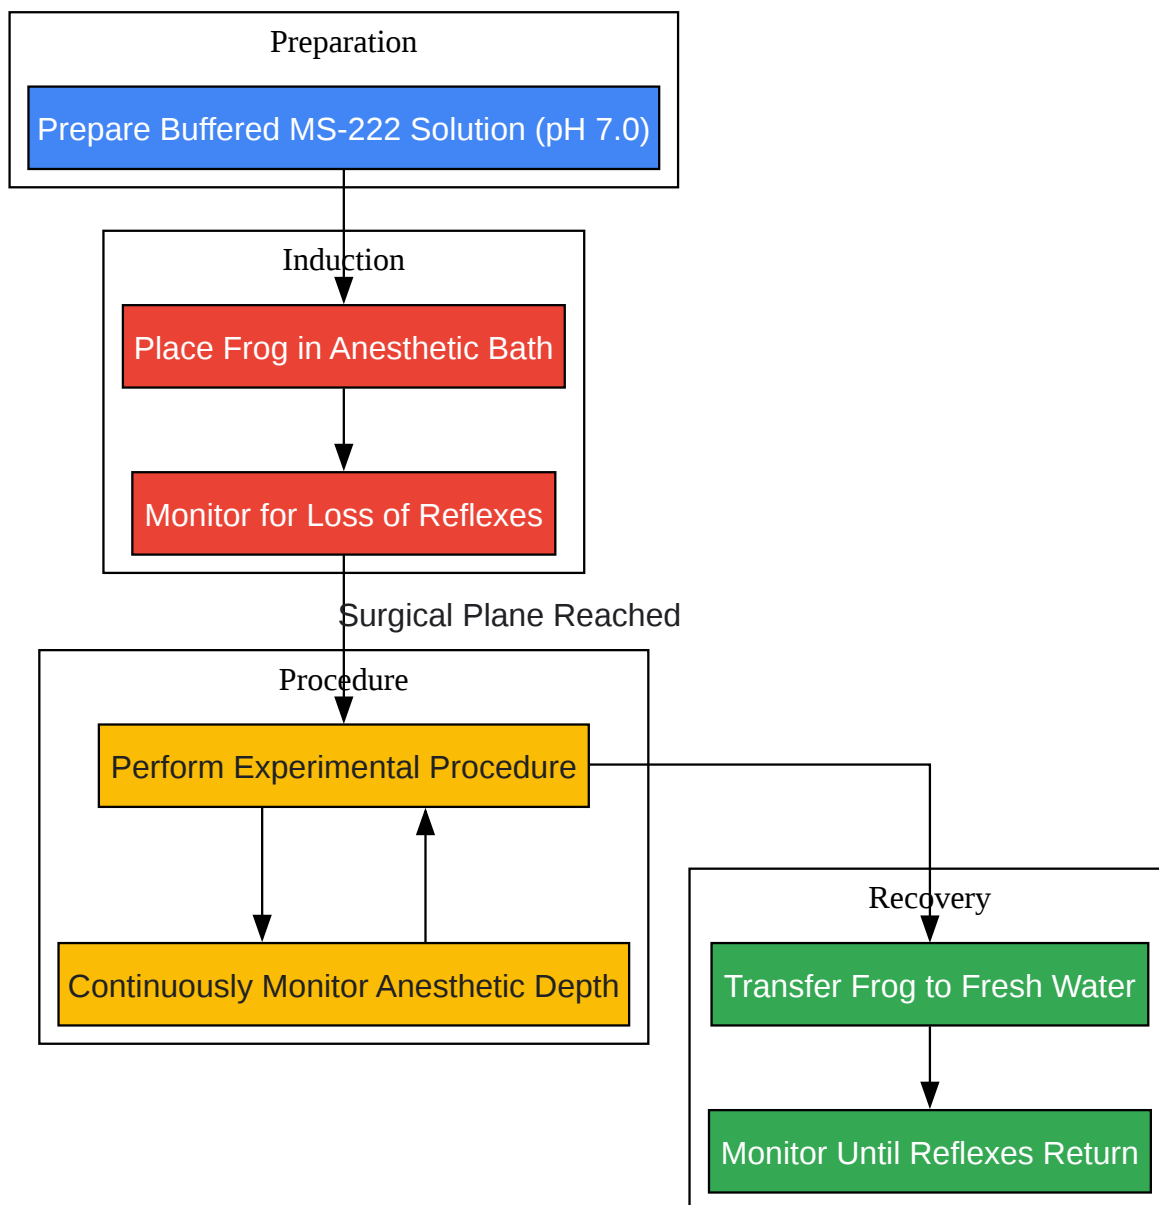 Preparation
Prepare Buffered MS-222 Solution (pH 7.0)
Induction
Place Frog in Anesthetic Bath
Monitor for Loss of Reflexes
Surgical Plane Reached
Procedure
Perform Experimental Procedure
Continuously Monitor Anesthetic Depth
Recovery
Transfer Frog to Fresh Water
Monitor Until Reflexes Return